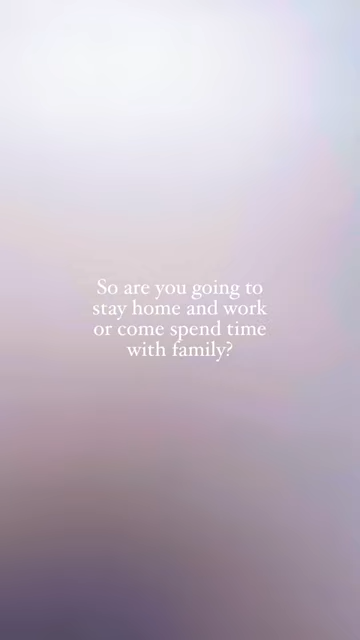 So are you going to
stay home and work
or come spend time
with family?